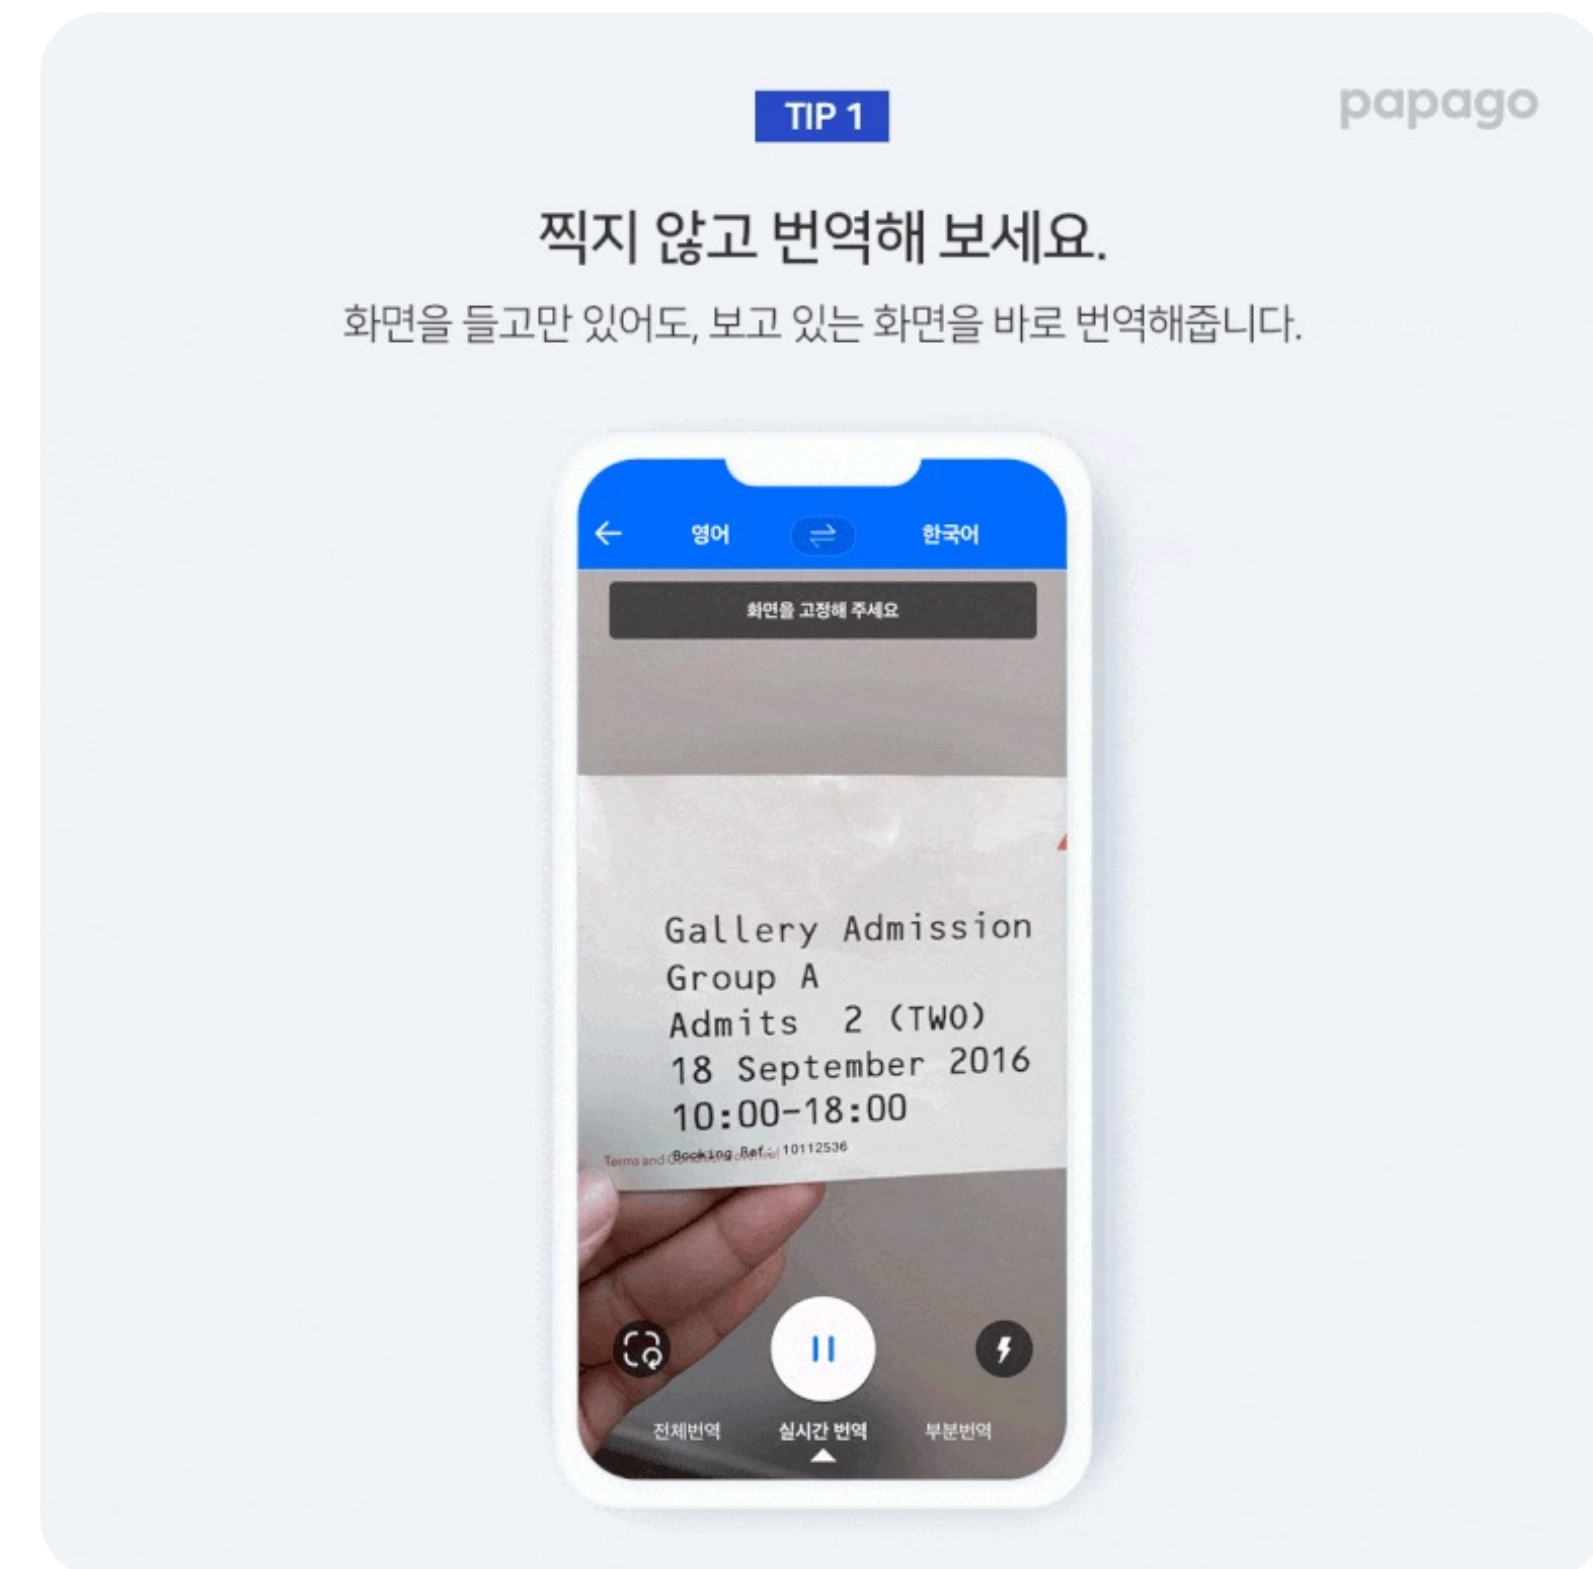 TIP 1
papago
찍지 않고 번역해 보세요.
화면을 들고만 있어도, 보고 있는 화면을 바로 번역해줍니다.
영어 한국어
화면을 고정해 주세요
Gallery Admission
Group A
Admits 2 (TWO)
18 September 2016
10:00-18:00
Booking Ref: 10112536
Terms and
전체번역 실시간 번역 부분번역